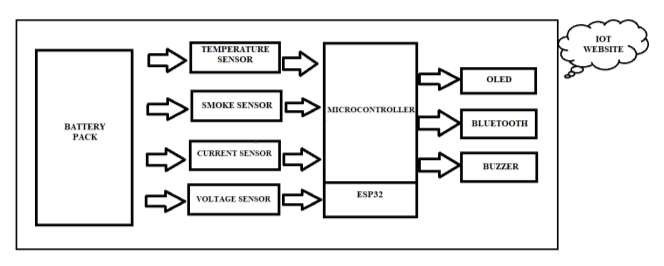 BATTERY
PACK
TEMPERATURE
SENSOR
SMOKE SENSOR
CURRENT SENSOR
VOLTAGE SENSOR
MICROCONTROLLER
ESP32
OLED
BLUETOOTH
BUZZER
IOT
WEBSITE